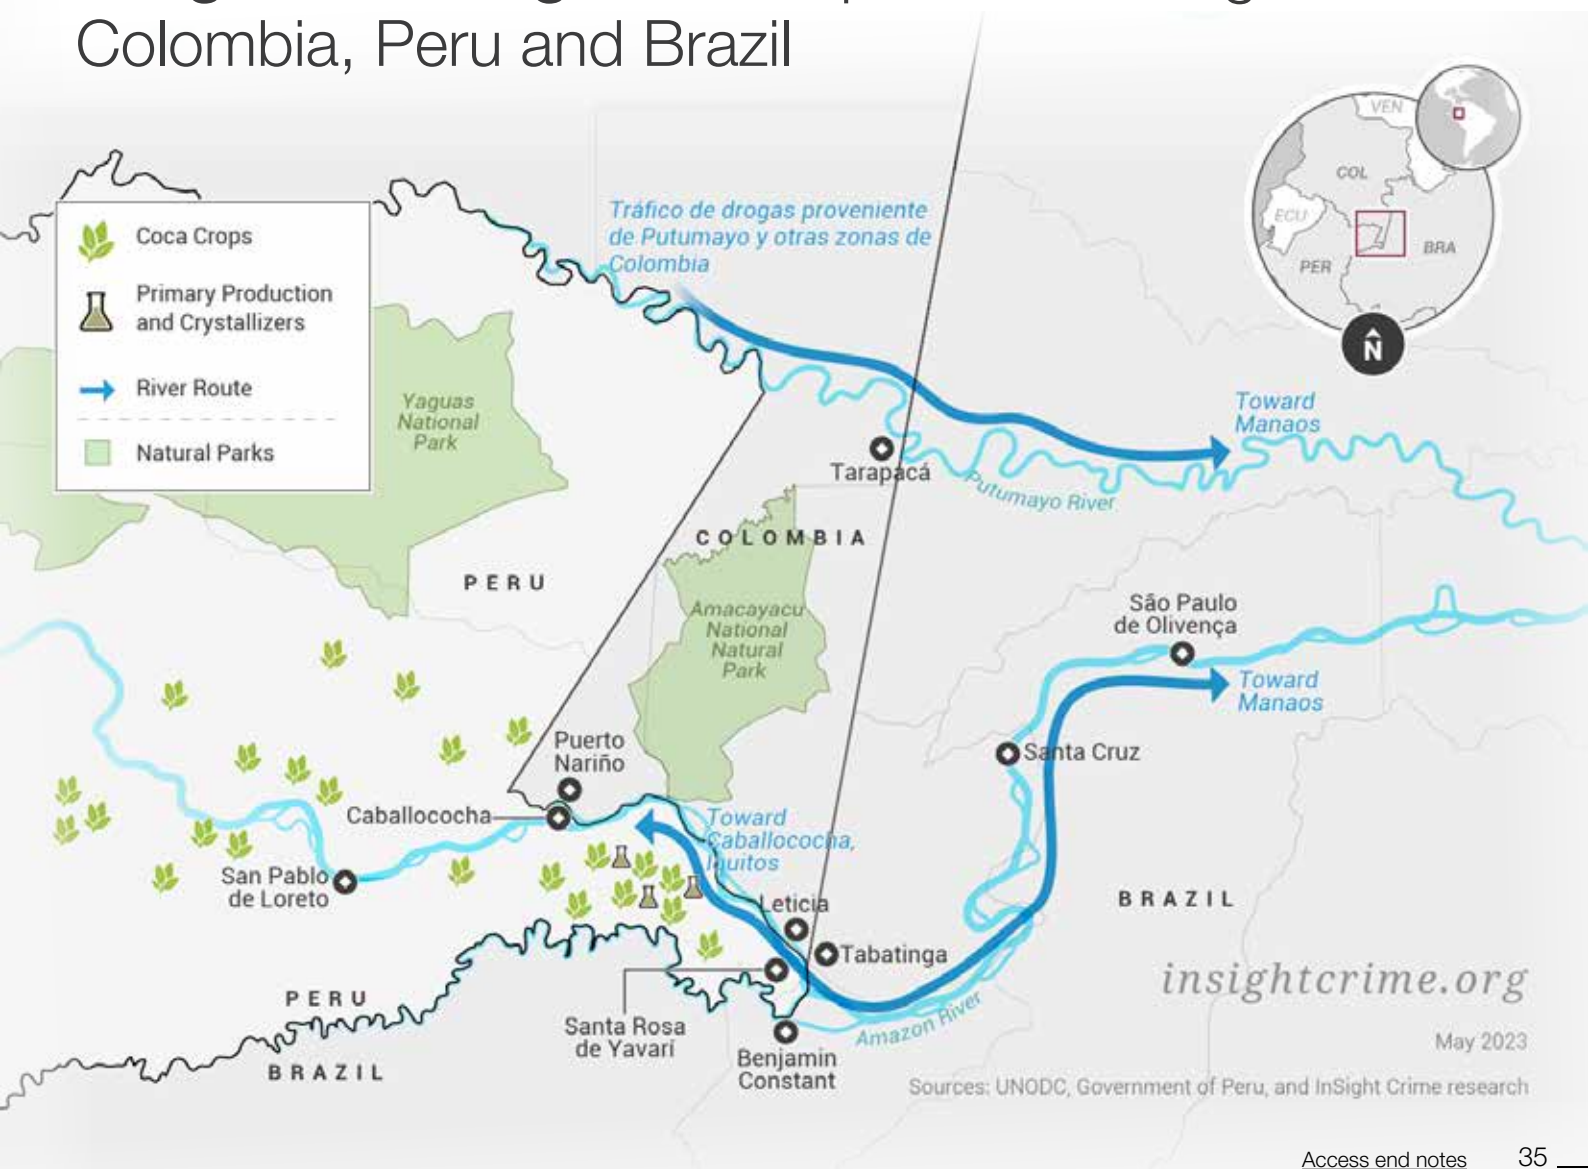 Colombia, Peru and Brazil
VEN
COL
ECU
BRA
PER
N
Coca Crops
Primary Production
and Crystallizers
River Route
Natural Parks
Tráfico de drogas proveniente
de Putumayo y otras zonas de
Colombia
Yaguas
National
Park
Toward
Manaos
Tarapacá
Putumayo River
COLOMBIA
PERU
Amacayacu
National
Natural
Park
São Paulo
de Olivença
Toward
Manaos
Santa Cruz
Puerto
Nariño
Caballococha
Toward
Caballococha,
Iquitos
San Pablo
de Loreto
Leticia
Tabatinga
BRAZIL
PERU
BRAZIL
Santa Rosa
de Yavarí
Benjamin
Constant
Amazon River
insightcrime.org
May 2023
Sources: UNODC, Government of Peru, and InSight Crime research
Access end notes 35